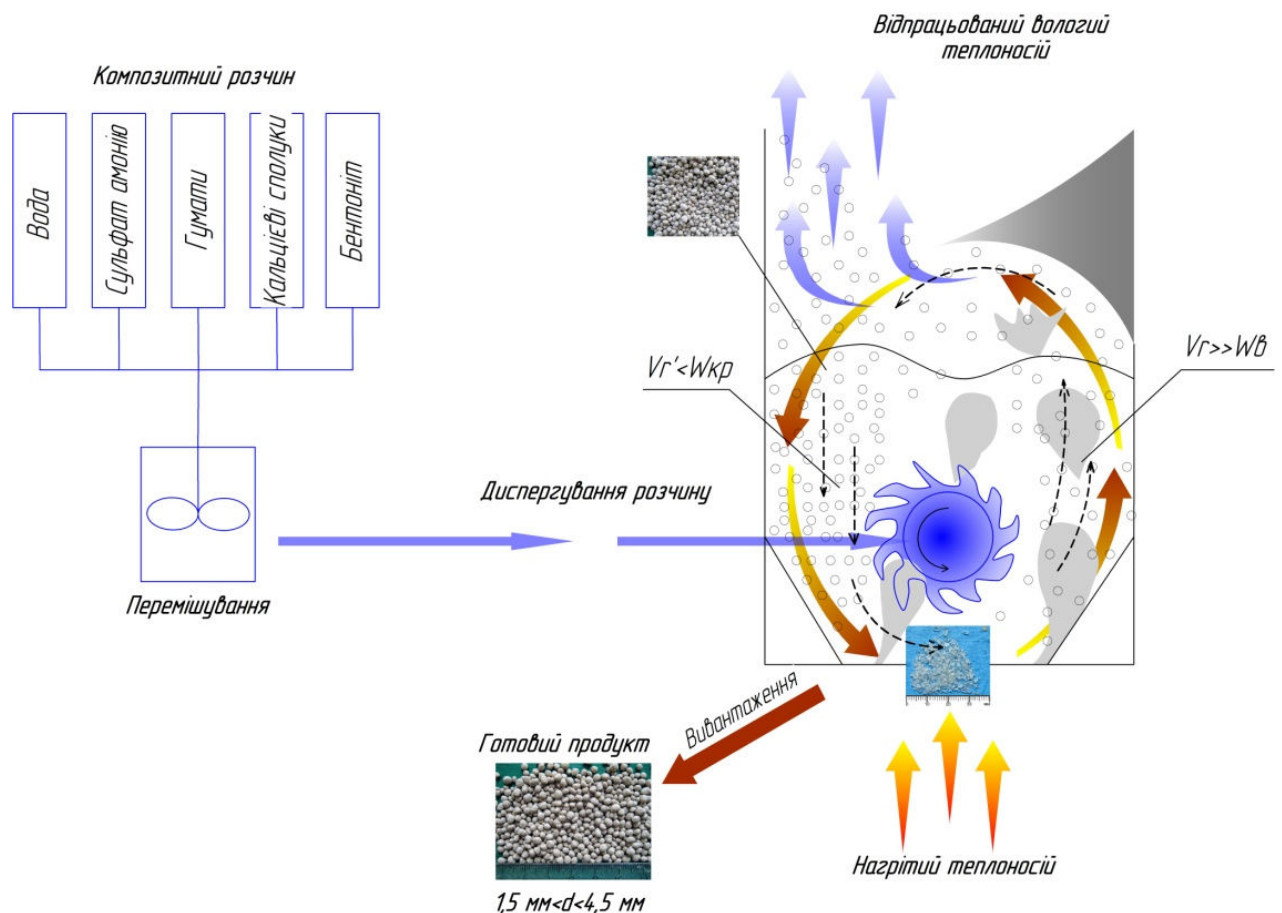 Відпрацьований вологий
теплоносій
Композитний розчин
Вода
Сульфат амонію
Гумати
Кальцієві сполуки
Бентоніт
Vг'<Wкр
Vг>>Wв
Диспергування розчину
Перемішування
Вивантаження
Готовий продукт
Нагрітий теплоносій
1,5 мм<d<4,5 мм